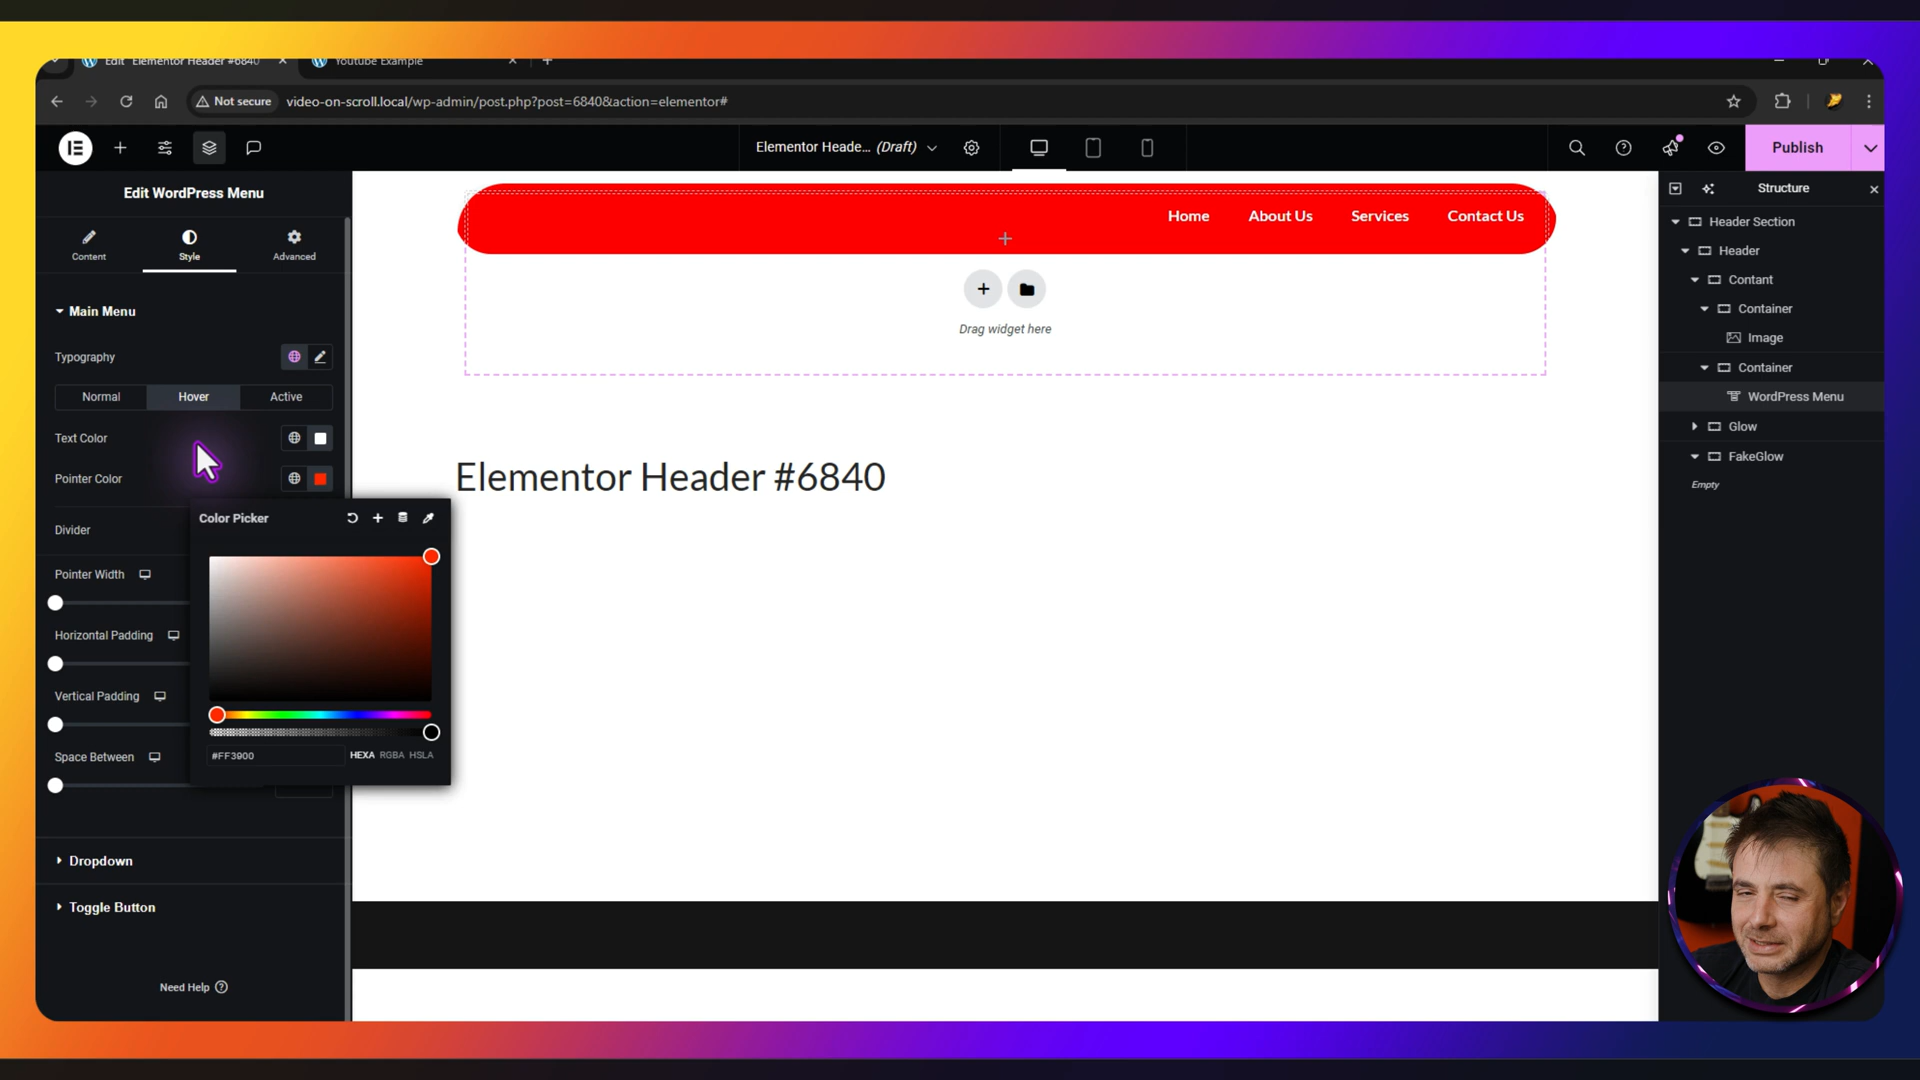 Edit "Elementor Header #6840
Youtube Example
Not secure
video-on-scroll.local/wp-admin/post.php?post=6840&action=elementor#
Elementor Heade... (Draft)
Publish
Edit WordPress Menu
Content
Style
Advanced
Main Menu
Typography
Normal
Hover
Active
Text Color
Pointer Color
Divider
Pointer Width
Horizontal Padding
Vertical Padding
Space Between
Color Picker
#FF3900
HEXA RGBA HSLA
Dropdown
Toggle Button
Need Help
Home
About Us
Services
Contact Us
Drag widget here
Elementor Header #6840
Structure
Header Section
Header
Contant
Container
Image
Container
WordPress Menu
Glow
FakeGlow
Empty